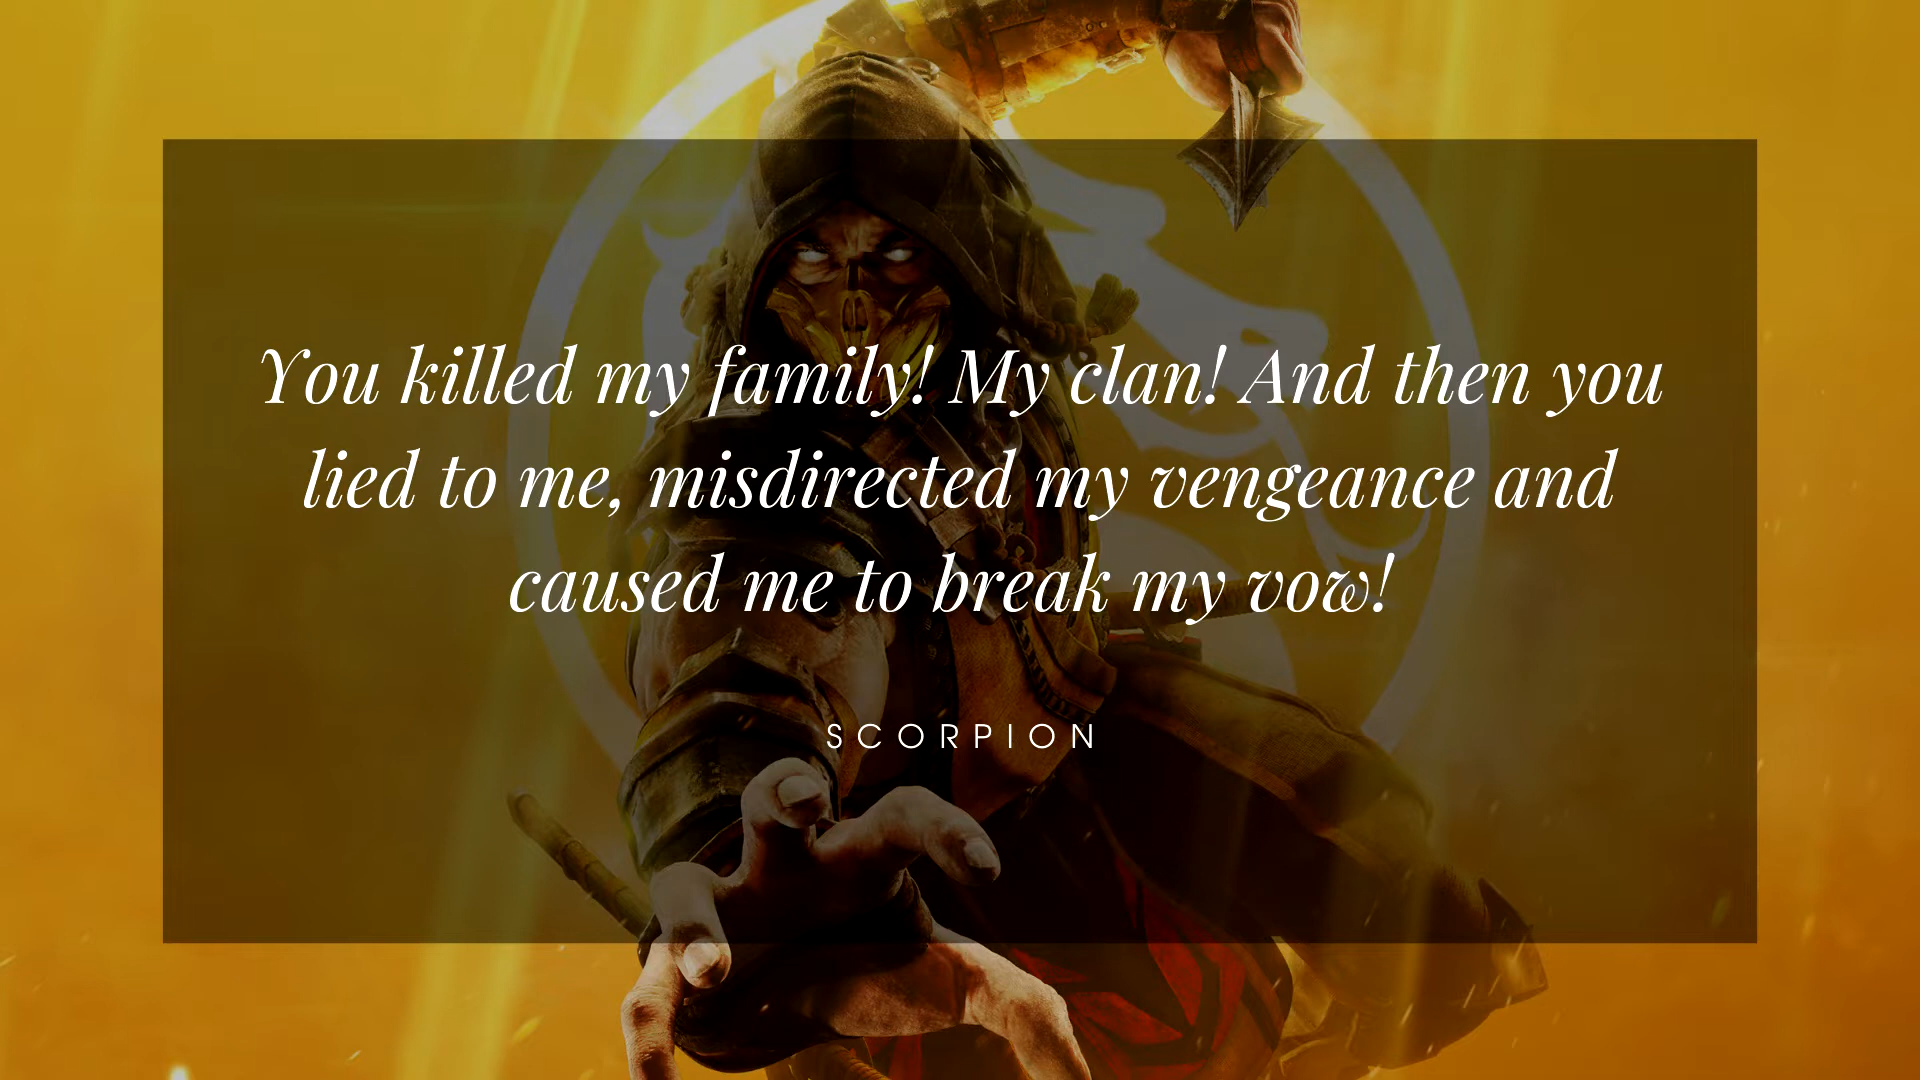 You killed my family! My clan! And then you
lied to me, misdirected my vengeance and
caused me to break my vow!
SCORPION